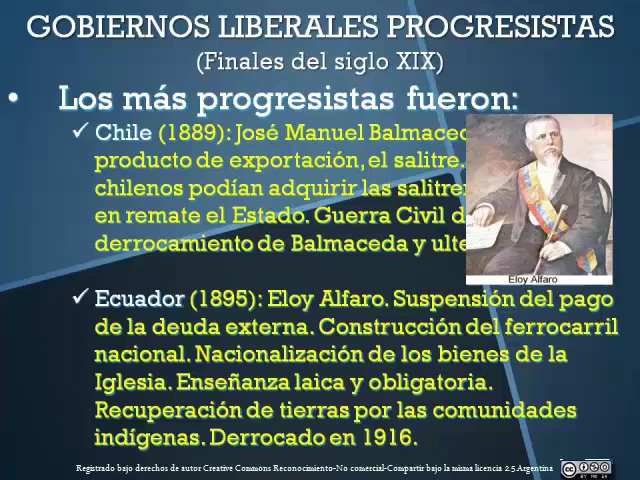 GOBIERNOS LIBERALES PROGRESISTAS
(Finales del siglo XIX)
• Los más progresistas fueron:
✓ Chile (1889): José Manuel Balmaced
producto de exportación, el salitre.
chilenos podían adquirir las salitre
en remate el Estado. Guerra Civil d
derrocamiento de Balmaceda y ulte
Eloy Alfaro
✓ Ecuador (1895): Eloy Alfaro. Suspensión del pago
de la deuda externa. Construcción del ferrocarril
nacional. Nacionalización de los bienes de la
Iglesia. Enseñanza laica y obligatoria.
Recuperación de tierras por las comunidades
indígenas. Derrocado en 1916.
Registrado bajo derechos de autor Creative Commons Reconocimiento-No comercial-Compartir bajo la misma licencia 2.5 Argentina